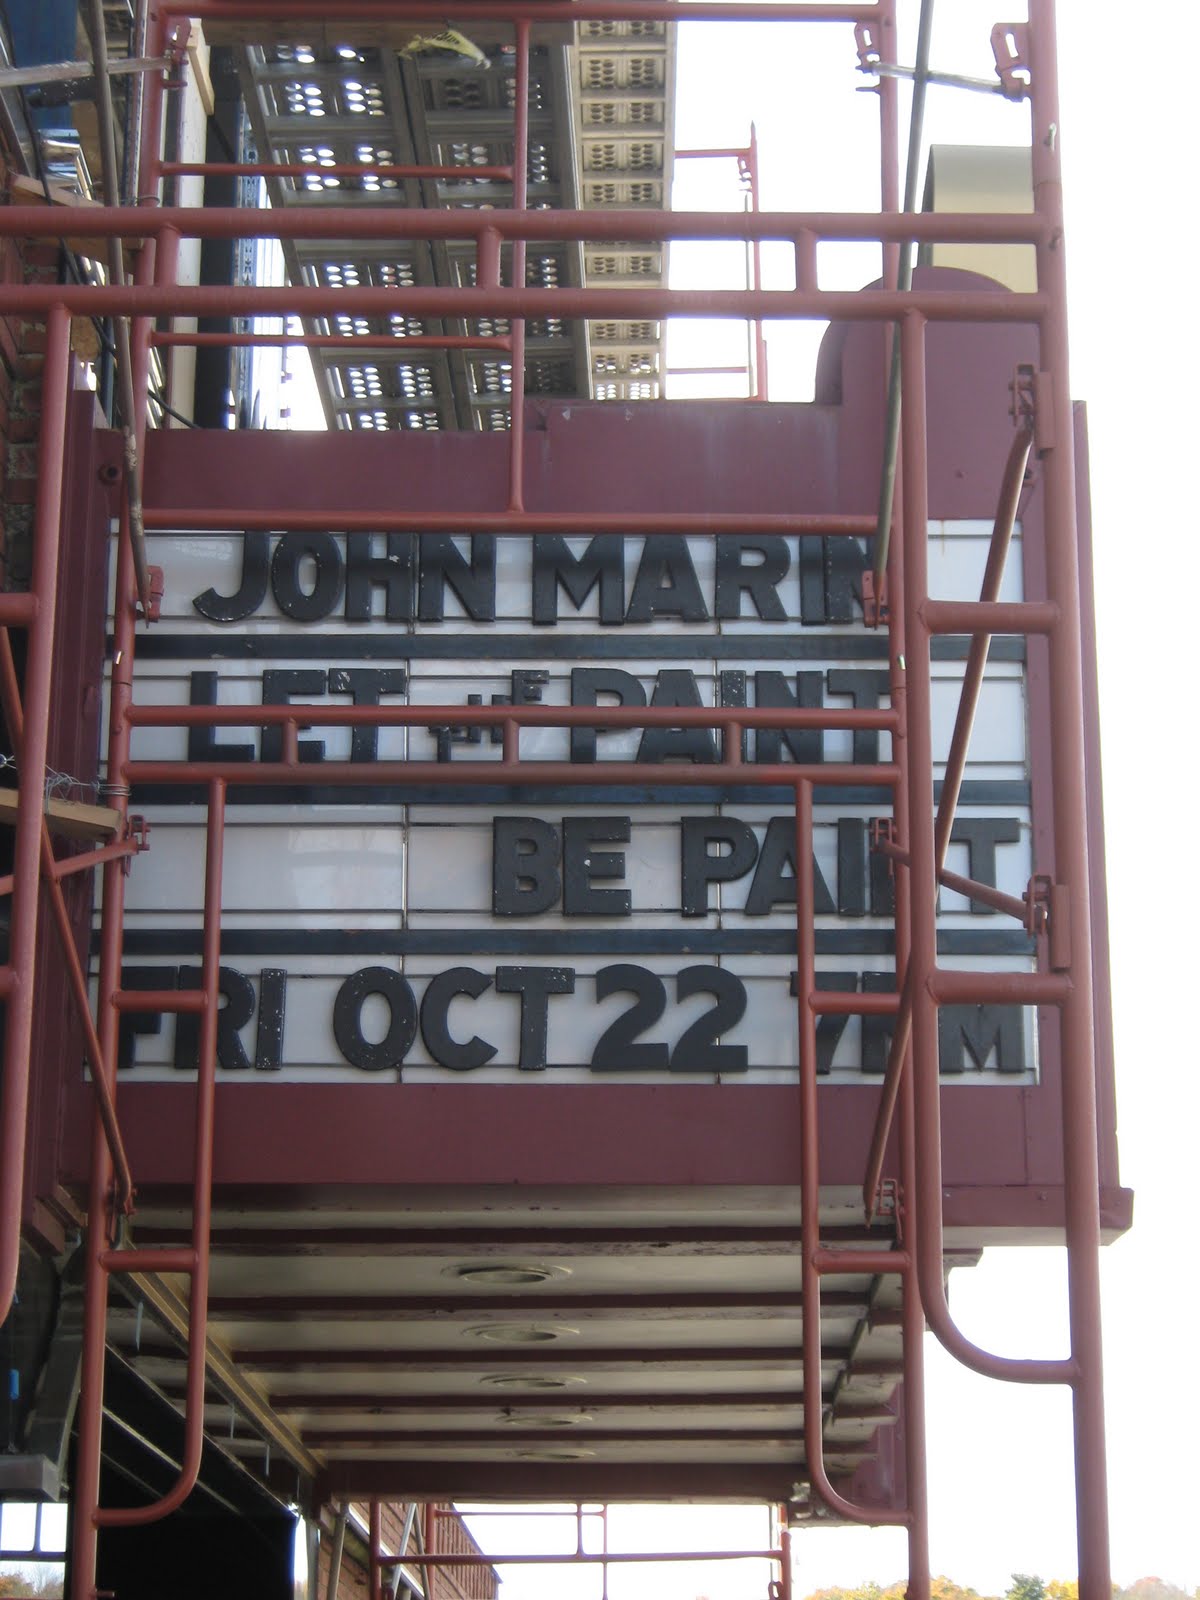 JOHN MARIN
LET THE PAINT
BE PAINT
FRI OCT 22 7PM